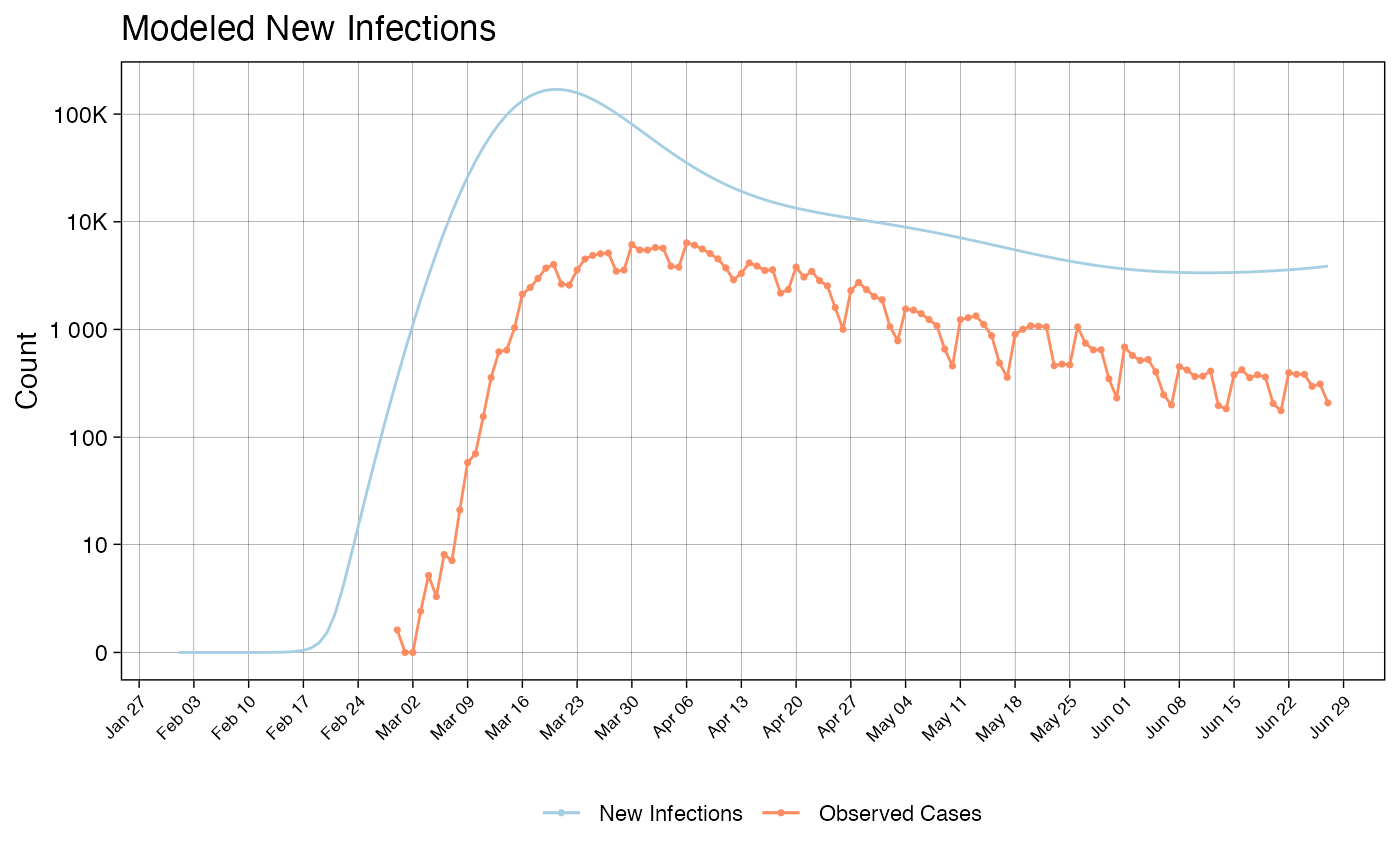 Modeled New Infections
Count
100K
10K
1 000
100
10
0
Jan 27
Feb 03
Feb 10
Feb 17
Feb 24
Mar 02
Mar 09
Mar 16
Mar 23
Mar 30
Apr 06
Apr 13
Apr 20
Apr 27
May 04
May 11
May 18
May 25
Jun 01
Jun 08
Jun 15
Jun 22
Jun 29
New Infections
Observed Cases